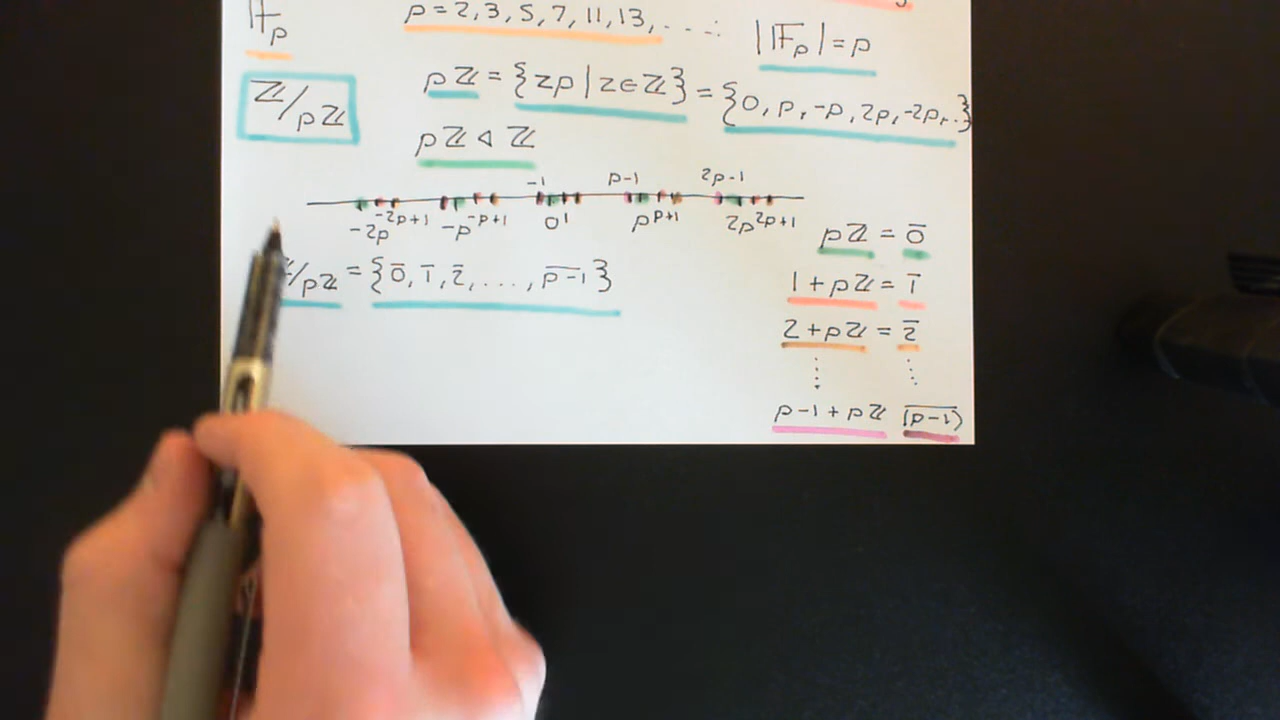 𝔽ₚ p = 2, 3, 5, 7, 11, 13, ..... |𝔽ₚ| = p
ℤ/pℤ pℤ = {zp | z ∈ ℤ} = {0, p, -p, 2p, -2p, ..}
pℤ ◁ ℤ
-1 p-1 2p-1
-2p -2p+1 -p -p+1 0 1 p p+1 2p 2p+1
pℤ = 0̅
/pℤ = {0̅, 1̅, 2̅, ..., p̅-̅1̅}
1 + pℤ = 1̅
2 + pℤ = 2̅
p-1 + pℤ (̅p̅-̅1̅)̅